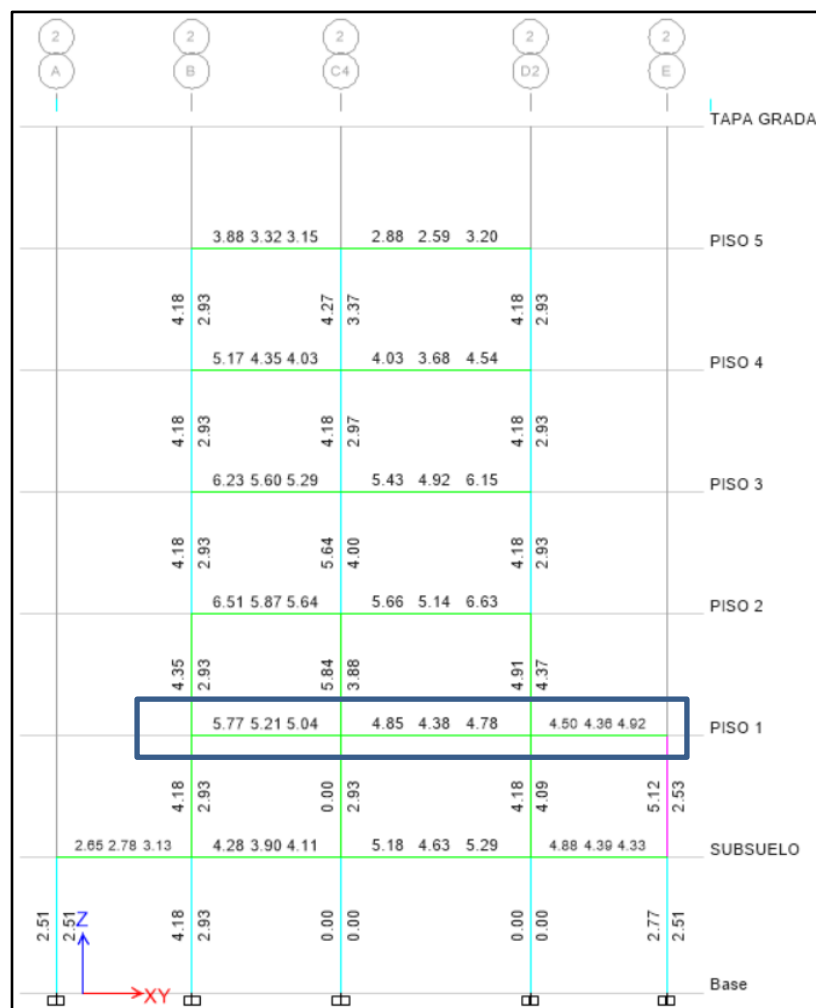 2 2 2 2 2
A B C4 D2 E
TAPA GRADA
3.88 3.32 3.15 2.88 2.59 3.20
PISO 5
4.18 2.93 4.27 3.37 4.18 2.93
5.17 4.35 4.03 4.03 3.68 4.54
PISO 4
4.18 2.93 4.18 2.97 4.18 2.93
6.23 5.60 5.29 5.43 4.92 6.15
PISO 3
4.18 2.93 5.64 4.00 4.18 2.93
6.51 5.87 5.64 5.66 5.14 6.63
PISO 2
4.35 2.93 5.84 3.88 4.91 4.37
5.77 5.21 5.04 4.85 4.38 4.78 4.50 4.36 4.92
PISO 1
4.18 2.93 0.00 2.93 4.18 4.09 5.12 2.53
2.65 2.78 3.13 4.28 3.90 4.11 5.18 4.63 5.29 4.88 4.39 4.33
SUBSUELO
2.51 2.51 4.18 2.93 0.00 0.00 0.00 0.00 2.77 2.51
Z
XY
Base